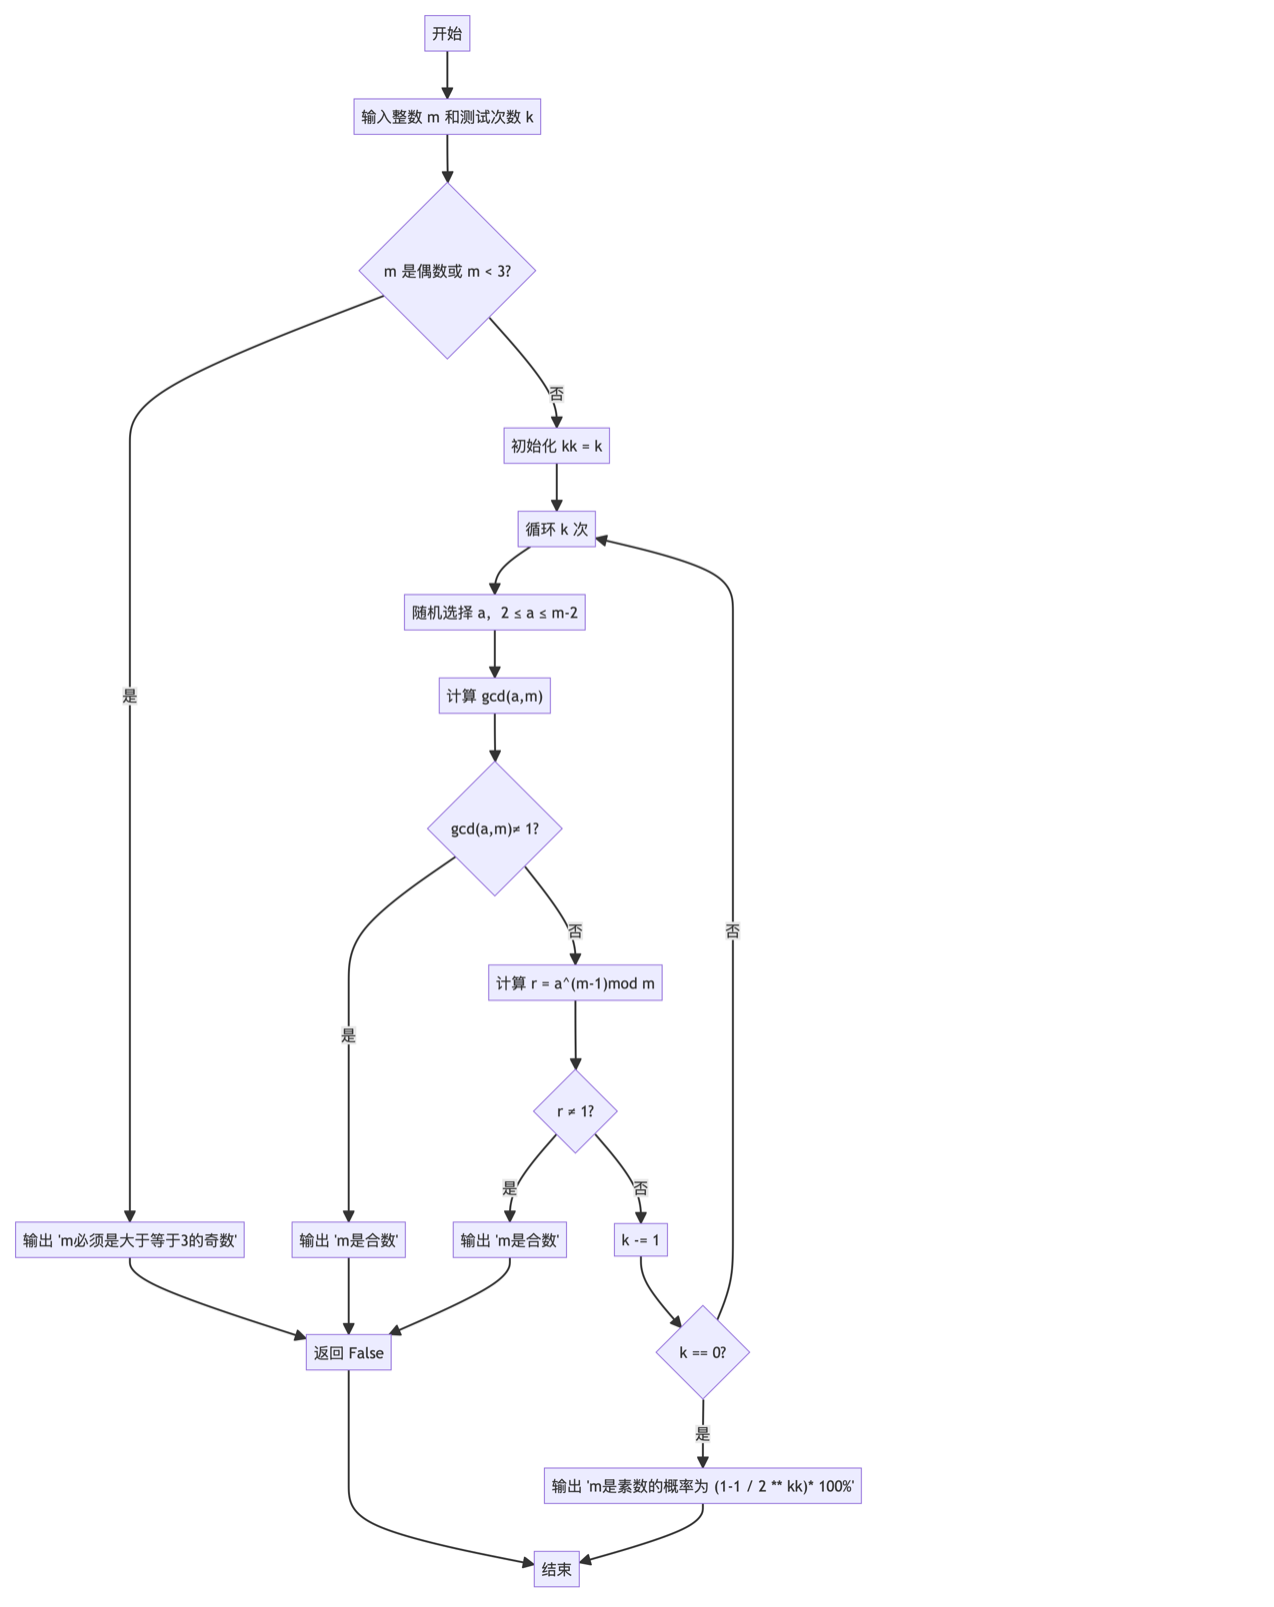 开始
输入整数 m 和测试次数 k
m 是偶数或 m < 3?
否
初始化 kk = k
循环 k 次
随机选择 a，2 ≤ a ≤ m-2
是
计算 gcd(a,m)
gcd(a,m)≠ 1?
否
否
计算 r = a^(m-1)mod m
是
r ≠ 1?
是
否
输出 'm必须是大于等于3的奇数'
输出 'm是合数'
输出 'm是合数'
k -= 1
返回 False
k == 0?
是
输出 'm是素数的概率为 (1-1 / 2 ** kk)* 100%'
结束